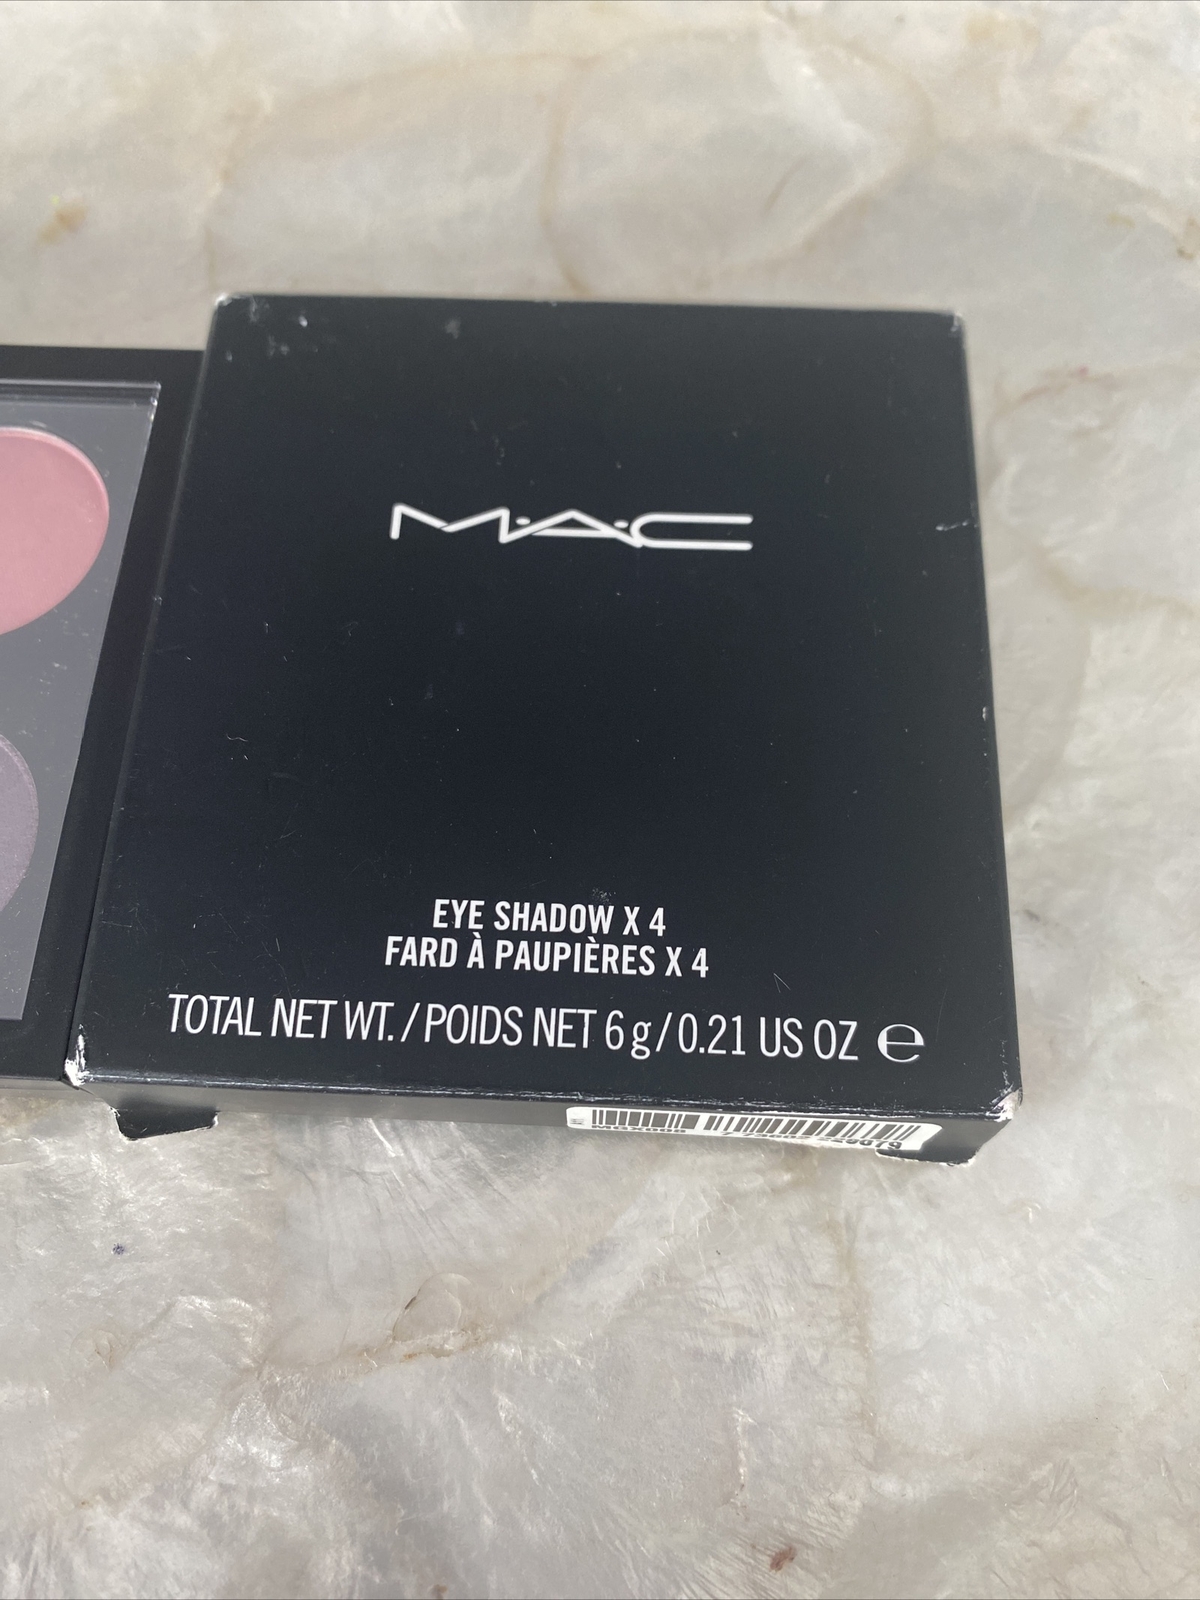 M·A·C
EYE SHADOW X 4
FARD À PAUPIÈRES X 4
TOTAL NET WT. / POIDS NET 6 g / 0.21 US OZ ℮